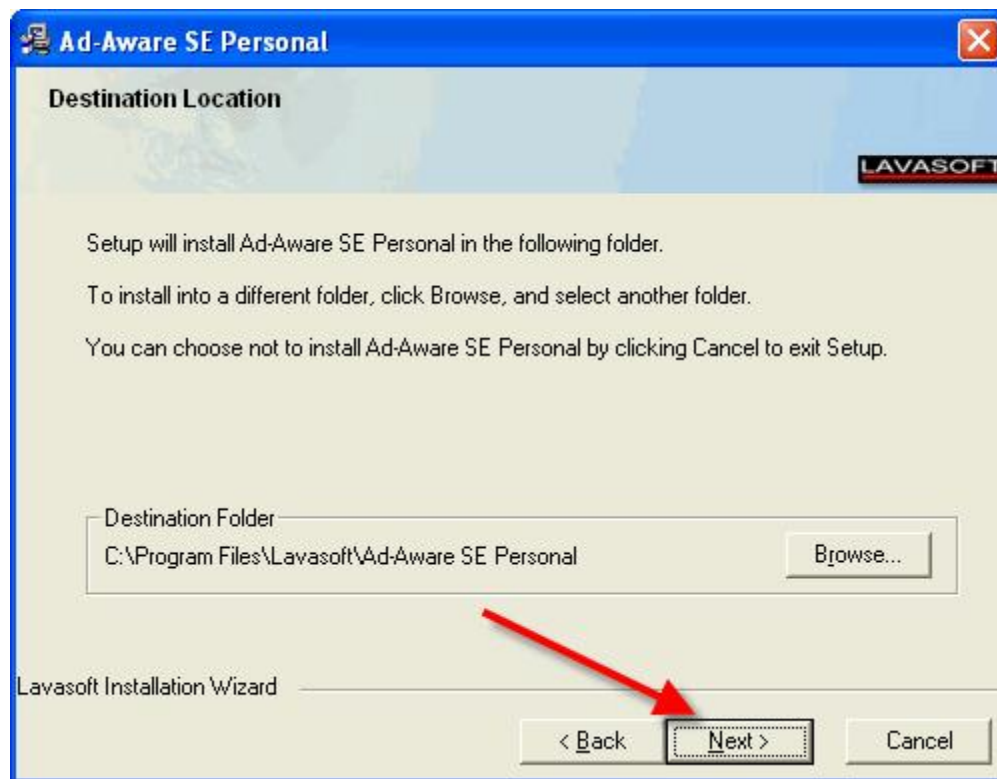 Ad-Aware SE Personal
Destination Location
LAVASOFT
Setup will install Ad-Aware SE Personal in the following folder.
To install into a different folder, click Browse, and select another folder.
You can choose not to install Ad-Aware SE Personal by clicking Cancel to exit Setup.
Destination Folder
C:\Program Files\Lavasoft\Ad-Aware SE Personal
Browse...
Lavasoft Installation Wizard
< Back Next > Cancel